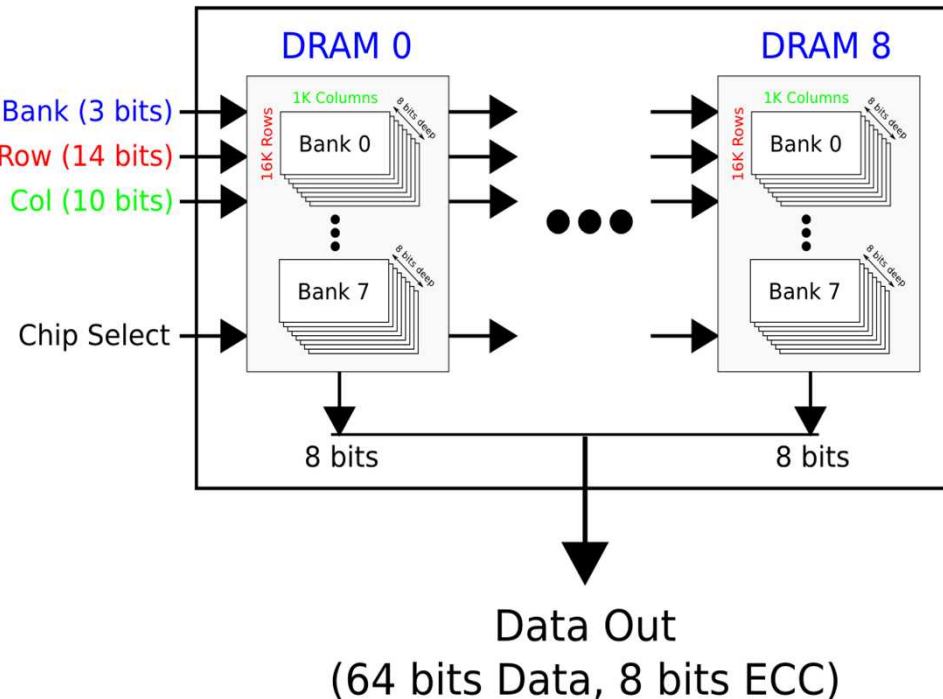 DRAM 0
DRAM 8
Bank (3 bits)
Row (14 bits)
Col (10 bits)
Chip Select
1K Columns
16K Rows
8 bits deep
Bank 0
8 bits deep
Bank 7
1K Columns
16K Rows
8 bits deep
Bank 0
8 bits deep
Bank 7
8 bits
8 bits
Data Out
(64 bits Data, 8 bits ECC)